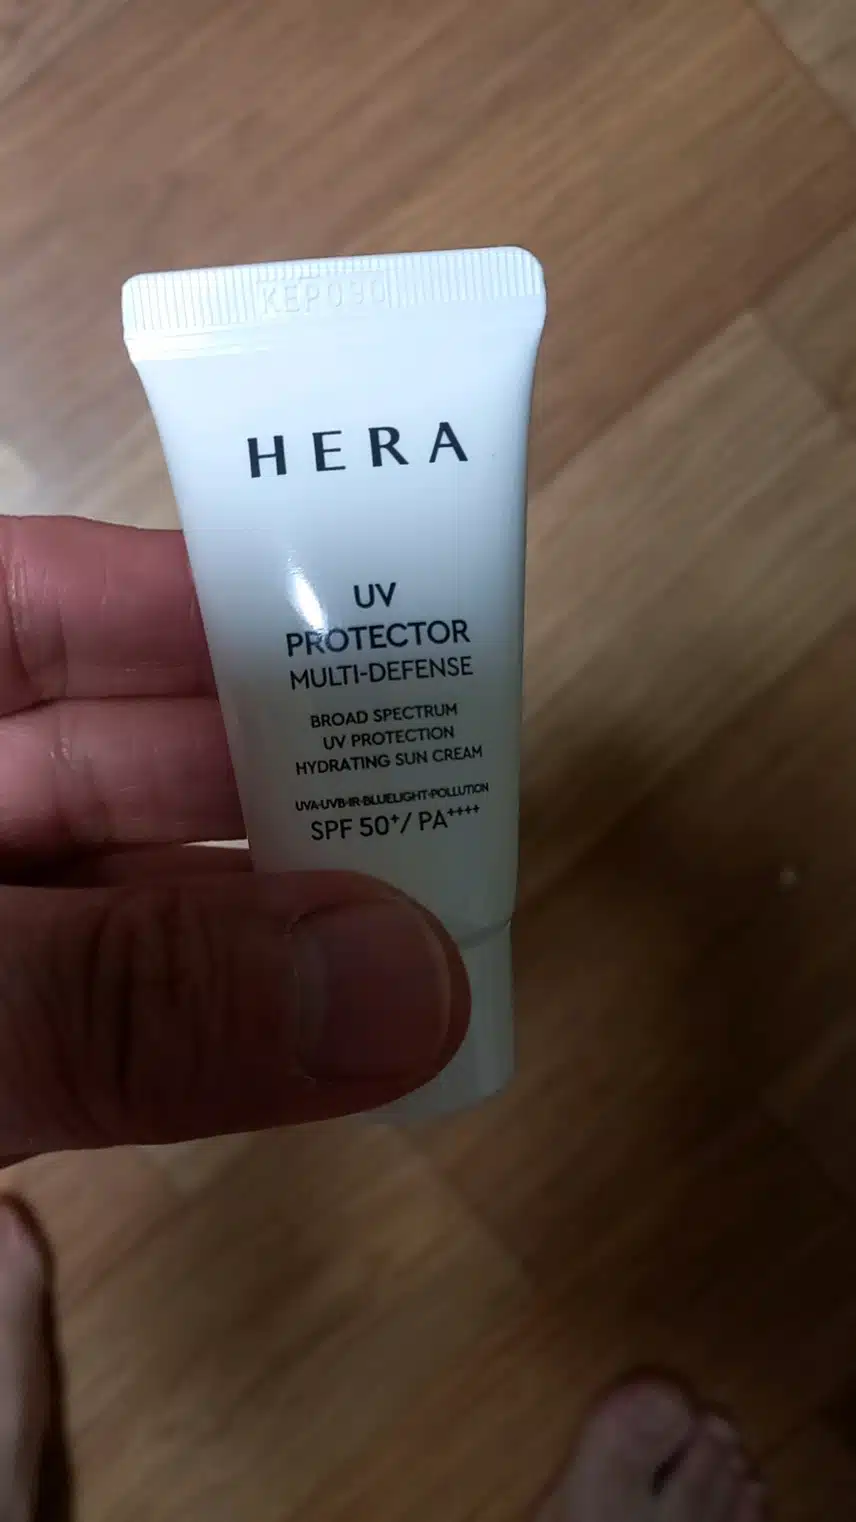 KEP090
HERA
UV
PROTECTOR
MULTI-DEFENSE
BROAD SPECTRUM
UV PROTECTION
HYDRATING SUN CREAM
UVA·UVB·IR·BLUELIGHT·POLLUTION
SPF 50+/ PA++++